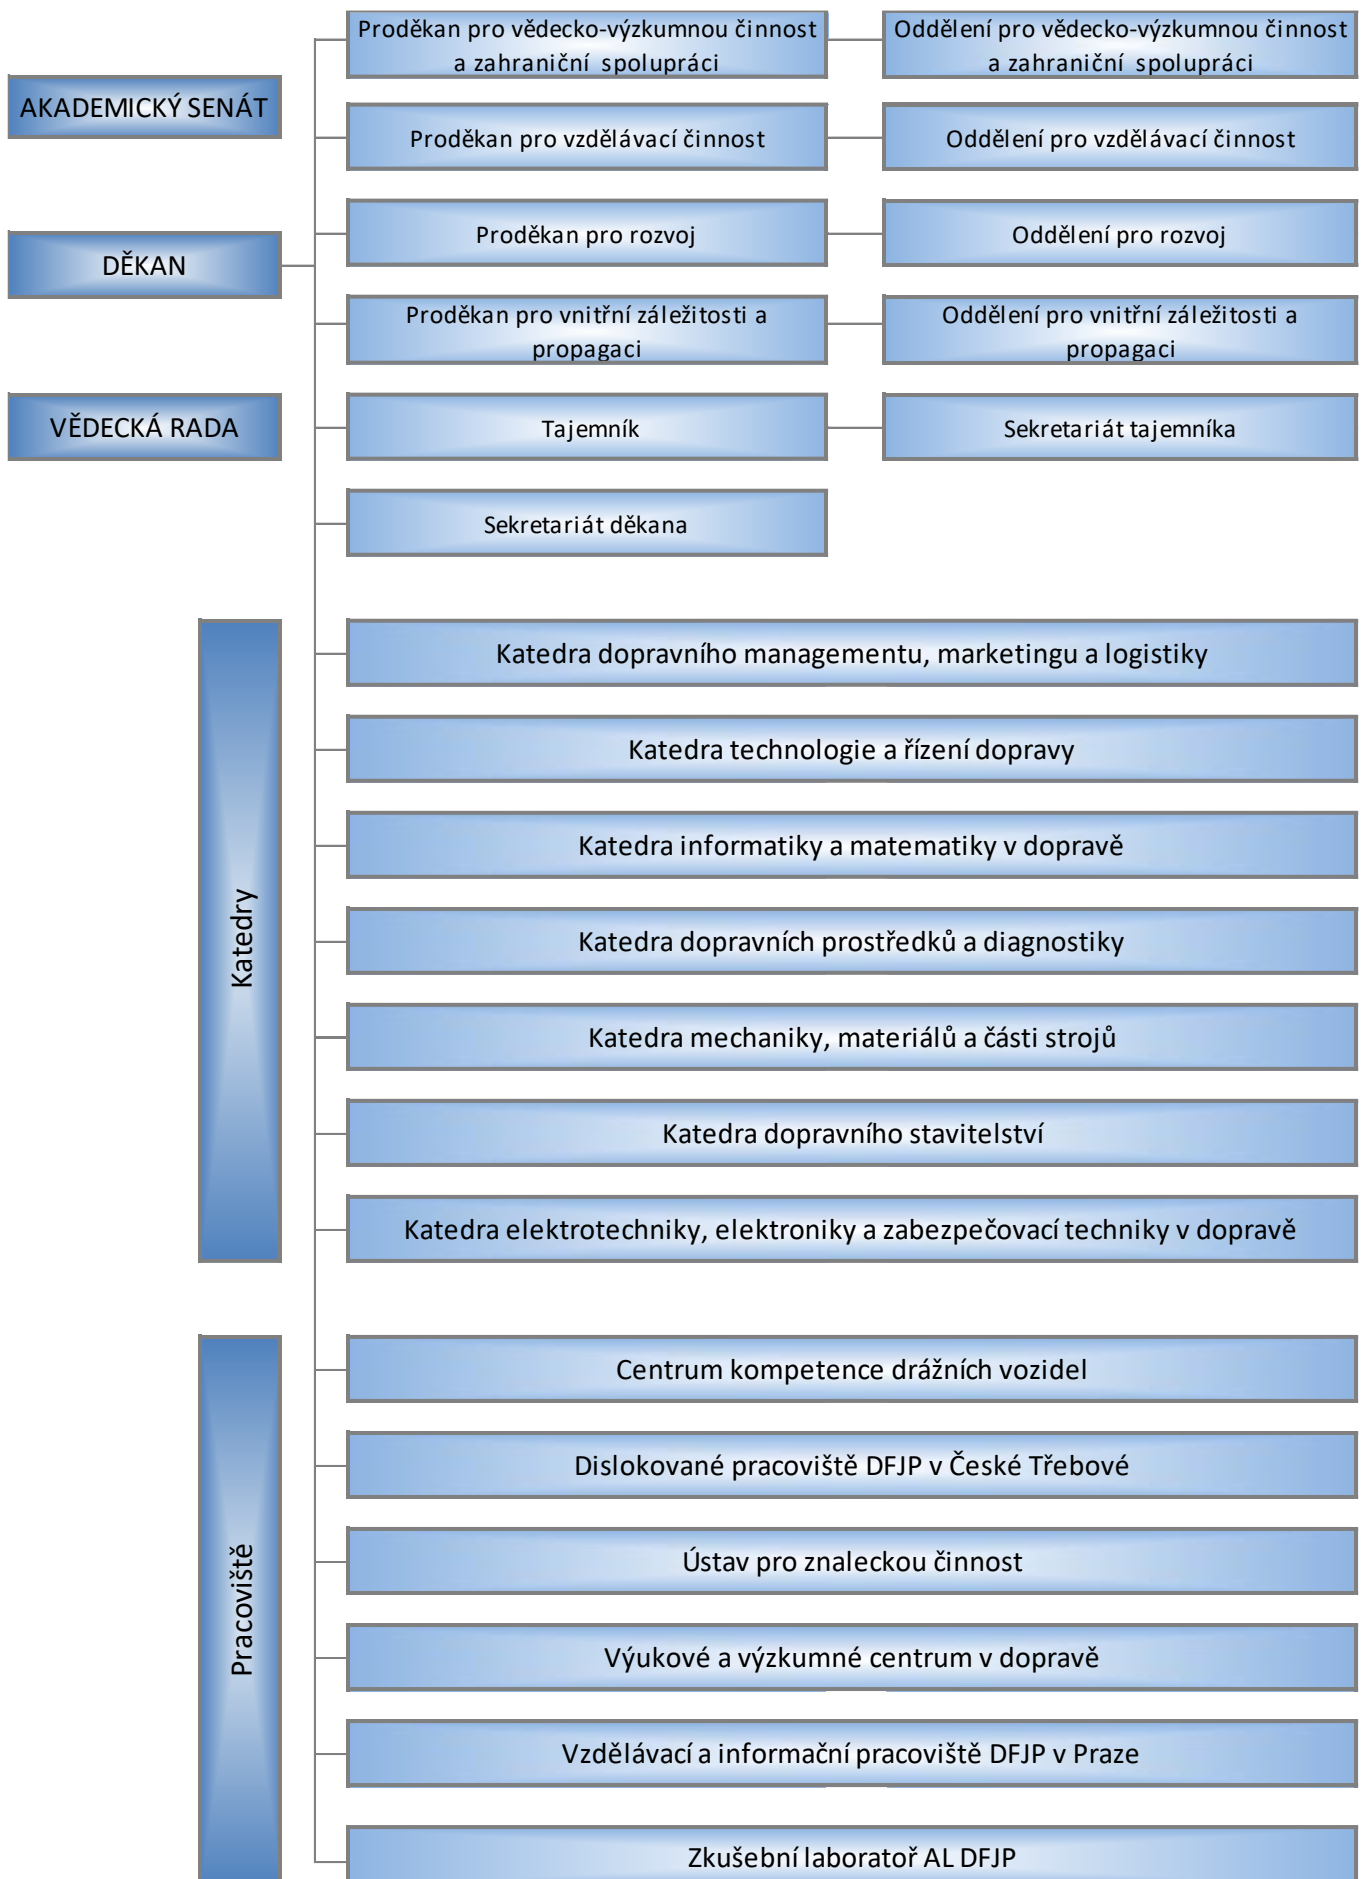 AKADEMICKÝ SENÁT
DĚKAN
VĚDECKÁ RADA
Proděkan pro vědecko-výzkumnou činnost
a zahraniční spolupráci
Oddělení pro vědecko-výzkumnou činnost
a zahraniční spolupráci
Proděkan pro vzdělávací činnost
Oddělení pro vzdělávací činnost
Proděkan pro rozvoj
Oddělení pro rozvoj
Proděkan pro vnitřní záležitosti a
propagaci
Oddělení pro vnitřní záležitosti a
propagaci
Tajemník
Sekretariát tajemníka
Sekretariát děkana
Katedry
Katedra dopravního managementu, marketingu a logistiky
Katedra technologie a řízení dopravy
Katedra informatiky a matematiky v dopravě
Katedra dopravních prostředků a diagnostiky
Katedra mechaniky, materiálů a části strojů
Katedra dopravního stavitelství
Katedra elektrotechniky, elektroniky a zabezpečovací techniky v dopravě
Pracoviště
Centrum kompetence drážních vozidel
Dislokované pracoviště DFJP v České Třebové
Ústav pro znaleckou činnost
Výukové a výzkumné centrum v dopravě
Vzdělávací a informační pracoviště DFJP v Praze
Zkušební laboratoř AL DFJP